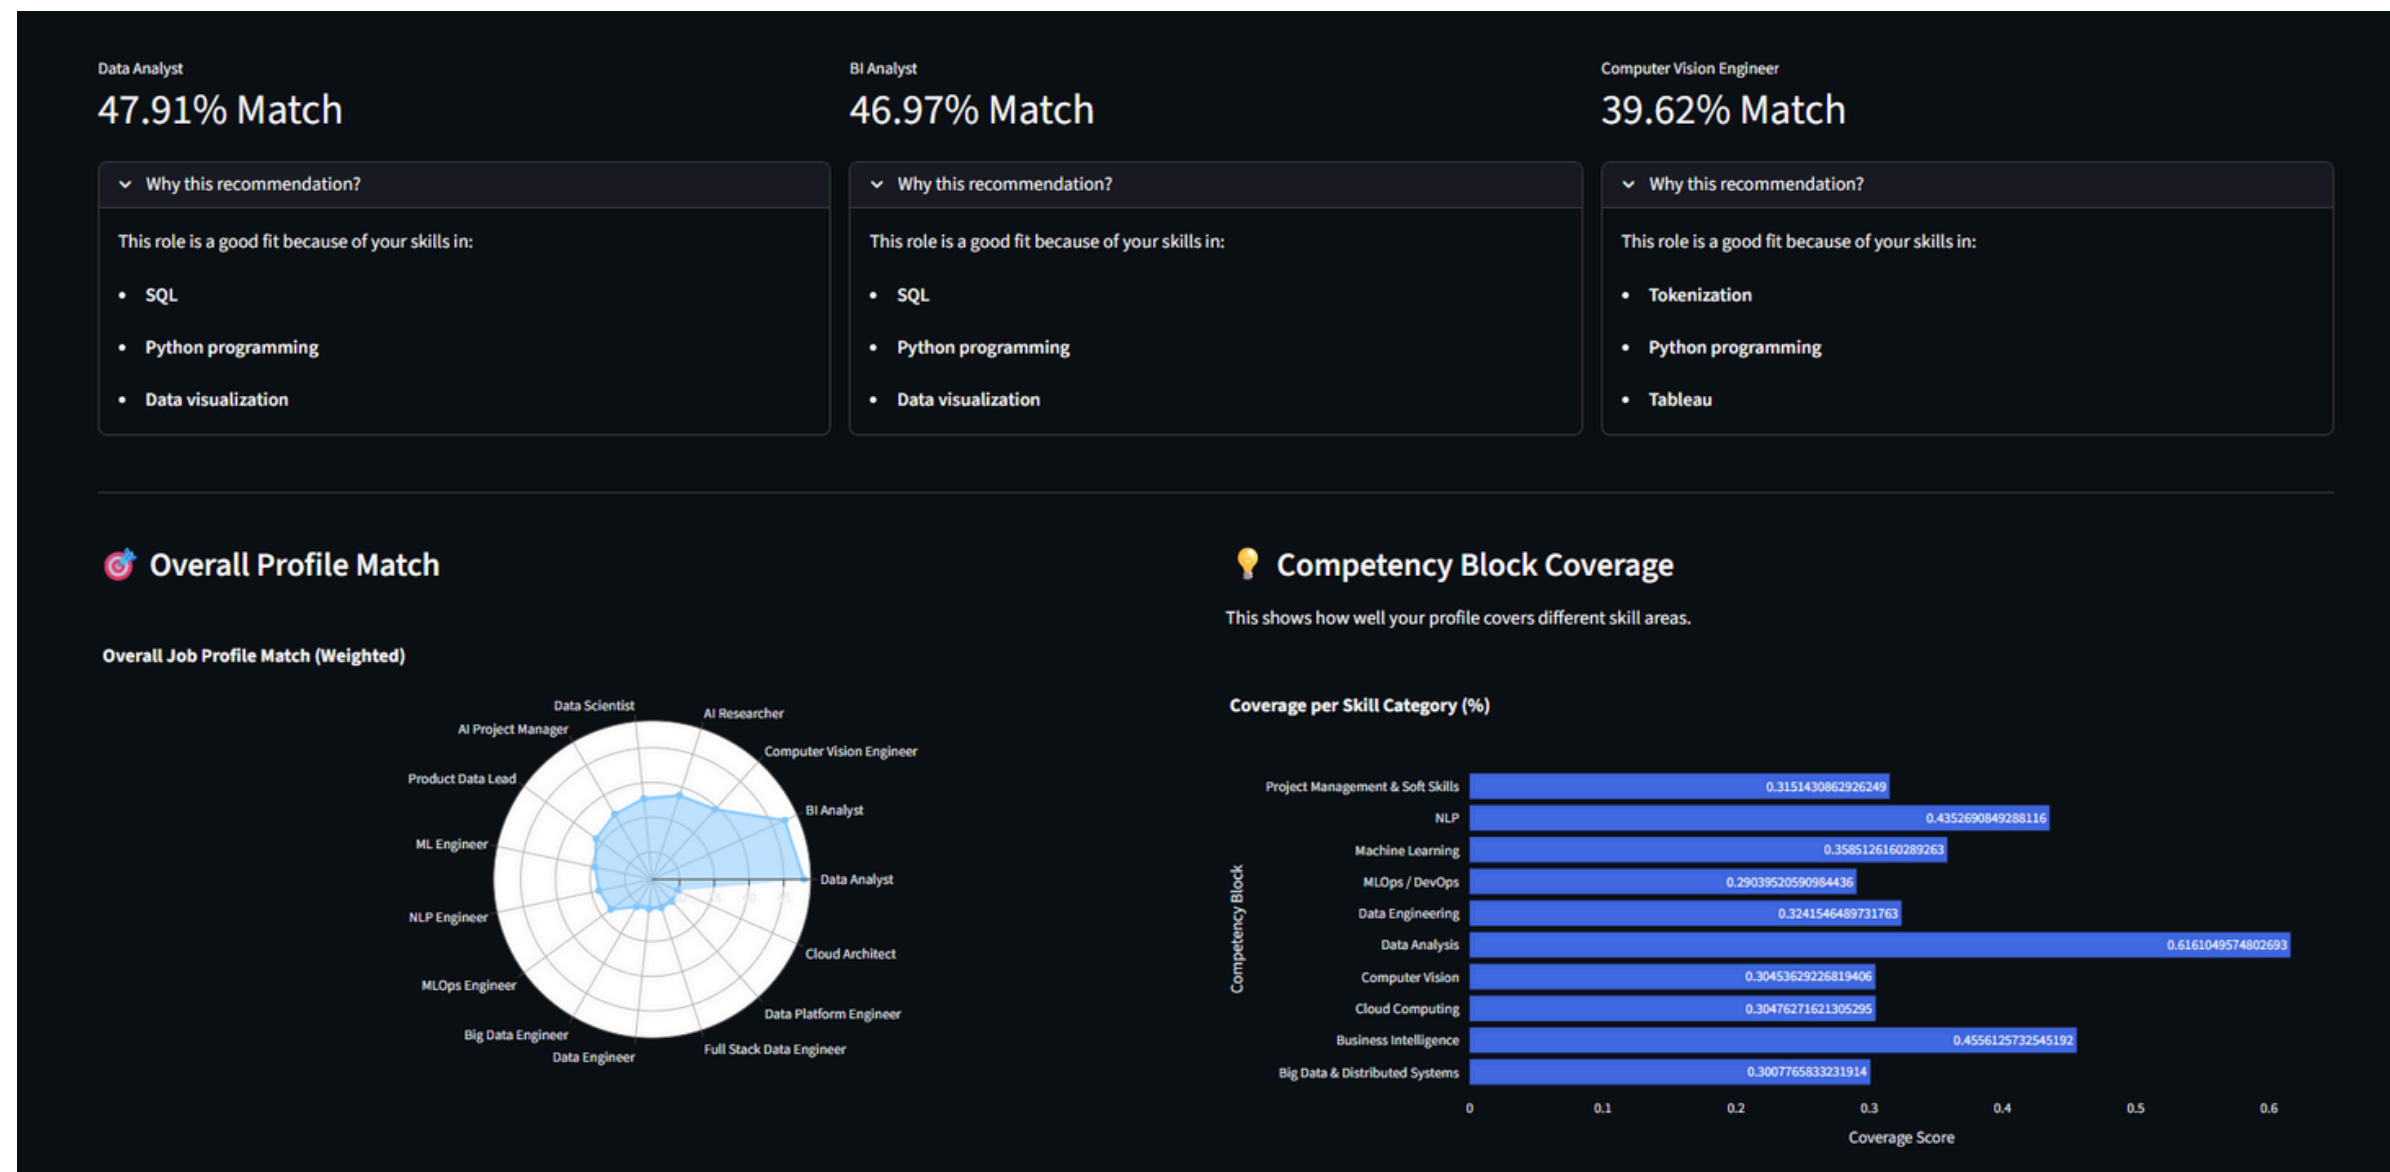 Data Analyst
47.91% Match
Why this recommendation?
This role is a good fit because of your skills in:
• SQL
• Python programming
• Data visualization
BI Analyst
46.97% Match
Why this recommendation?
This role is a good fit because of your skills in:
• SQL
• Python programming
• Data visualization
Computer Vision Engineer
39.62% Match
Why this recommendation?
This role is a good fit because of your skills in:
• Tokenization
• Python programming
• Tableau
Overall Profile Match
Overall Job Profile Match (Weighted)
Data Scientist
AI Researcher
AI Project Manager
Computer Vision Engineer
Product Data Lead
BI Analyst
ML Engineer
Data Analyst
NLP Engineer
Cloud Architect
MLOps Engineer
Data Platform Engineer
Big Data Engineer
Full Stack Data Engineer
Data Engineer
Competency Block Coverage
This shows how well your profile covers different skill areas.
Coverage per Skill Category (%)
Competency Block
Project Management & Soft Skills 0.3151430862926249
NLP 0.4352690849288116
Machine Learning 0.3585126160289263
MLOps / DevOps 0.29039520590984436
Data Engineering 0.3241546489731763
Data Analysis 0.6161049574802693
Computer Vision 0.30453629226819406
Cloud Computing 0.30476271621305295
Business Intelligence 0.4556125732545192
Big Data & Distributed Systems 0.3007765833231914
0 0.1 0.2 0.3 0.4 0.5 0.6
Coverage Score